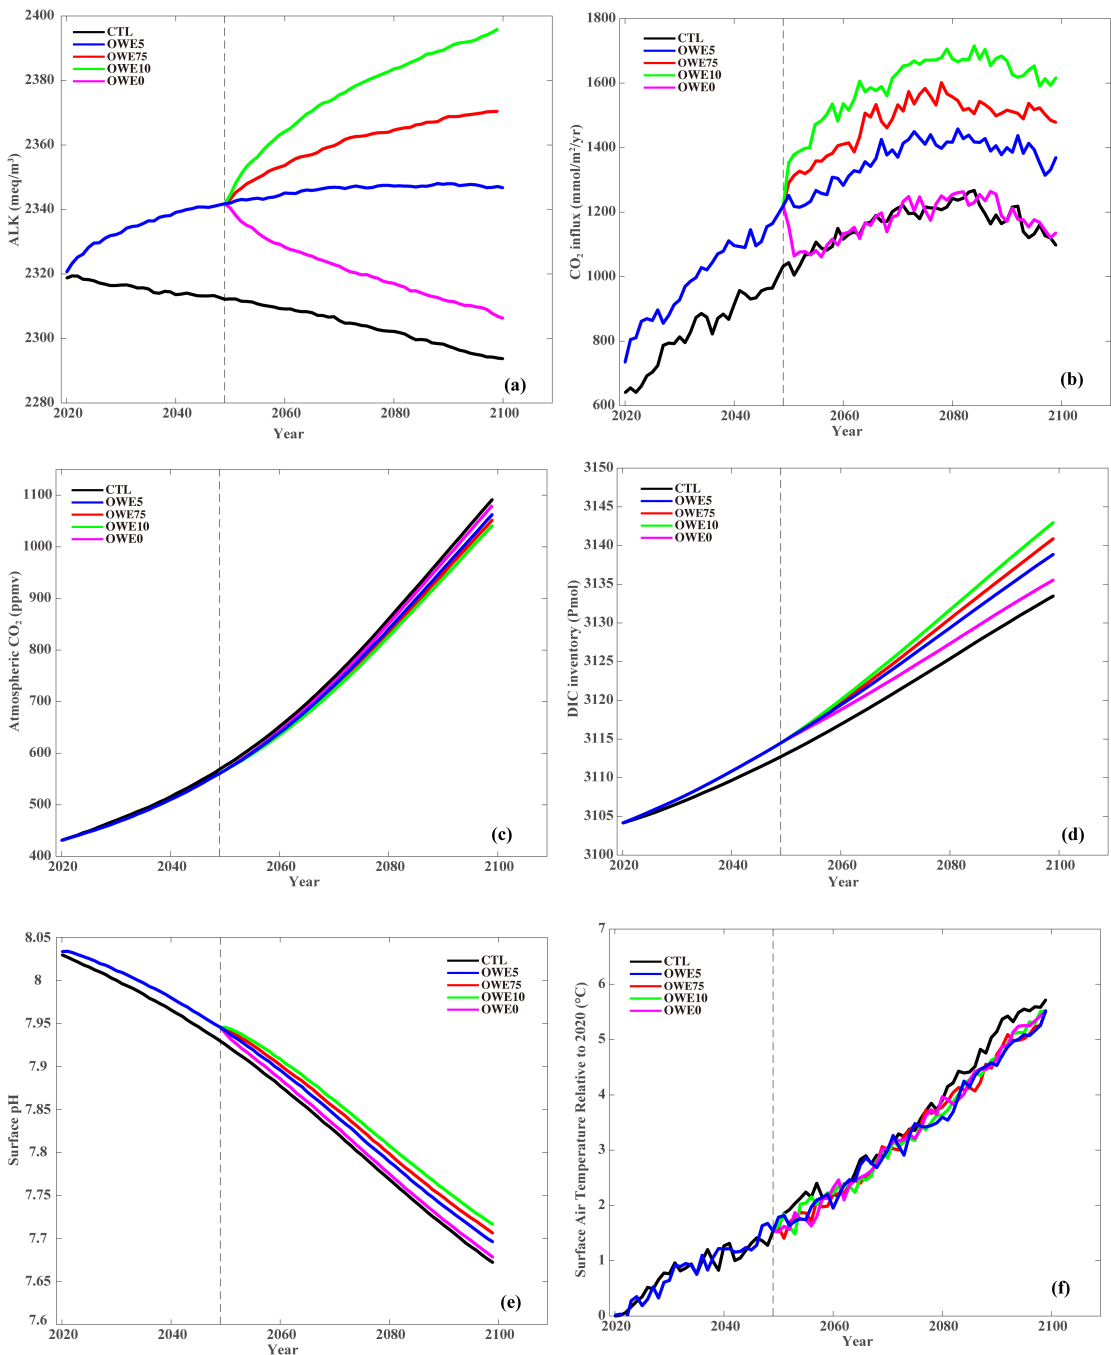 2400
2380
2360
2340
2320
2300
2280
ALK (meq/m³)
CTL
OWE5
OWE75
OWE10
OWE0
(a)
2020
2040
2060
2080
2100
Year
1800
1600
1400
1200
1000
800
600
CO₂ influx (mmol/m²/yr)
CTL
OWE5
OWE75
OWE10
OWE0
(b)
2020
2040
2060
2080
2100
Year
1100
1000
900
800
700
600
500
400
Atmospheric CO₂ (ppmv)
CTL
OWE5
OWE75
OWE10
OWE0
(c)
2020
2040
2060
2080
2100
Year
3150
3145
3140
3135
3130
3125
3120
3115
3110
3105
3100
DIC inventory (Pmol)
CTL
OWE5
OWE75
OWE10
OWE0
(d)
2020
2040
2060
2080
2100
Year
8.05
8
7.95
7.9
7.85
7.8
7.75
7.7
7.65
7.6
Surface pH
CTL
OWE5
OWE75
OWE10
OWE0
(e)
2020
2040
2060
2080
2100
Year
7
6
5
4
3
2
1
0
Surface Air Temperature Relative to 2020 (°C)
CTL
OWE5
OWE75
OWE10
OWE0
(f)
2020
2040
2060
2080
2100
Year